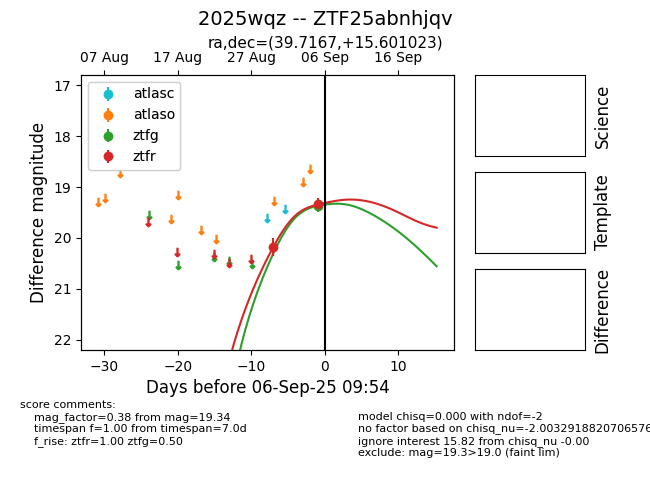 2025wqz -- ZTF25abnhjqv
ra,dec=(39.7167,+15.601023)
07 Aug 17 Aug 27 Aug 06 Sep 16 Sep
17
18
19
20
21
22
Difference magnitude
atlasc
atlaso
ztfg
ztfr
−30 −20 −10 0 10
Days before 06-Sep-25 09:54
Science
Template
Difference
score comments:
mag_factor=0.38 from mag=19.34
timespan f=1.00 from timespan=7.0d
f_rise: ztfr=1.00 ztfg=0.50
model chisq=0.000 with ndof=-2
no factor based on chisq_nu=-2.0032918820706576
ignore interest 15.82 from chisq_nu -0.00
exclude: mag=19.3>19.0 (faint lim)